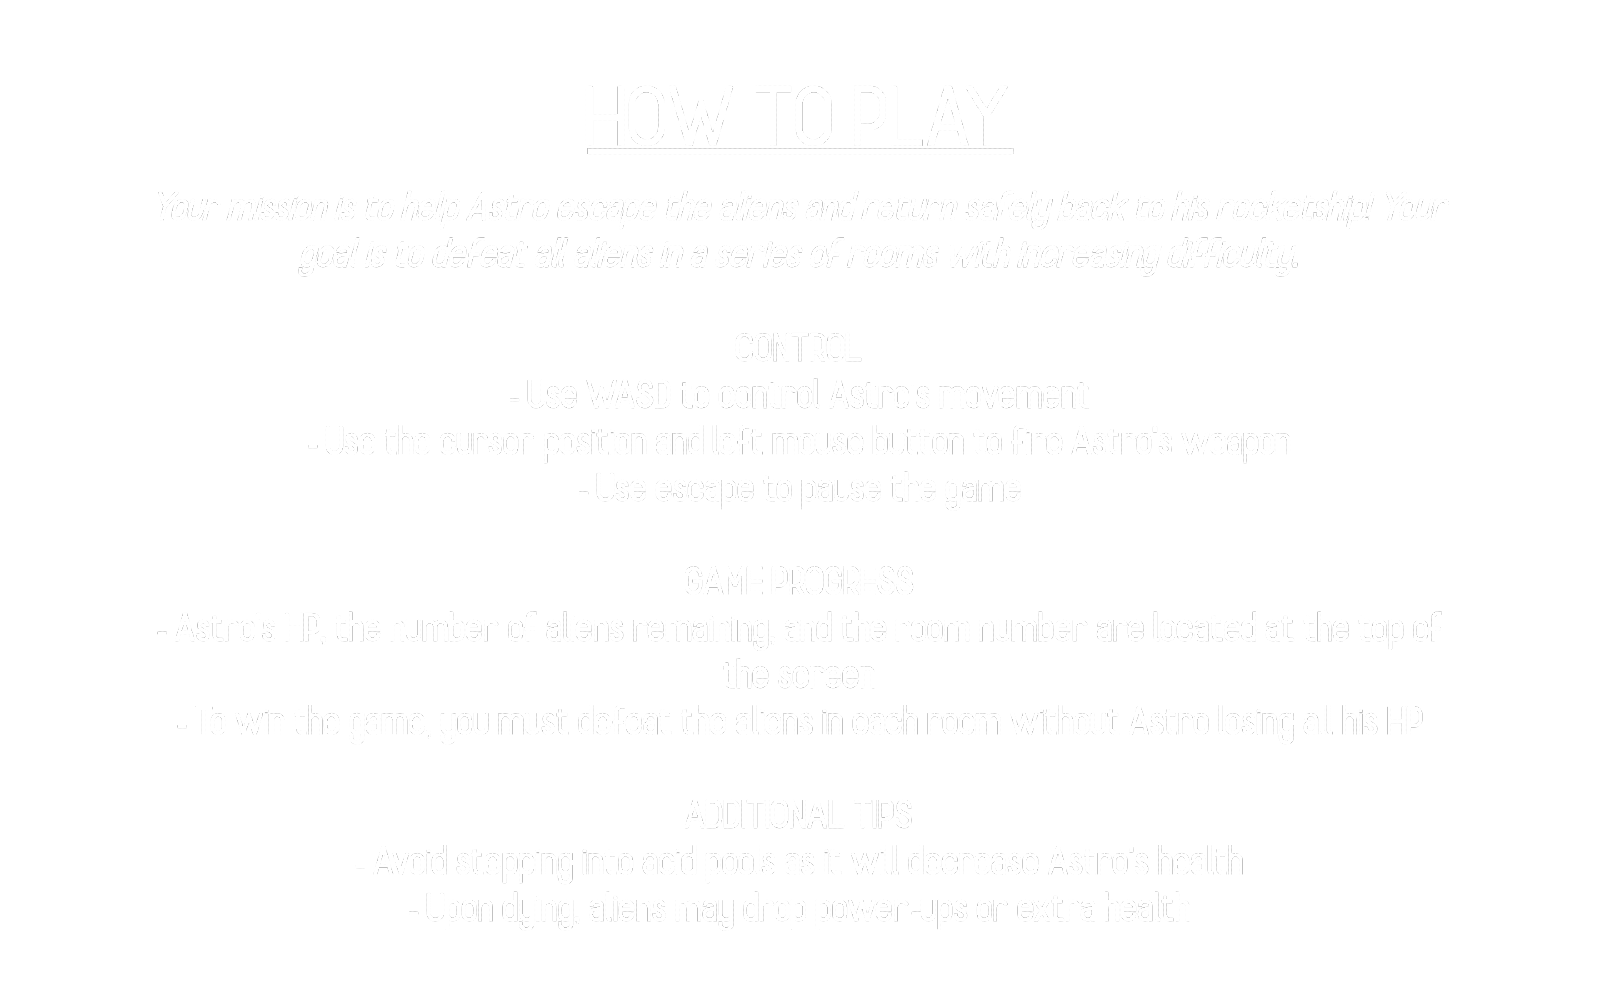 HOW TO PLAY
Your mission is to help Astro escape the aliens and return safely back to his rocketship! Your
goal is to defeat all aliens in a series of rooms with increasing difficulty.
CONTROL
- Use WASD to control Astro's movement
- Use the cursor position and left mouse button to fire Astro's weapon
- Use escape to pause the game
GAME PROGRESS
- Astro's HP, the number of aliens remaining, and the room number are located at the top of
the screen
- To win the game, you must defeat the aliens in each room without Astro losing all his HP
ADDITIONAL TIPS
- Avoid stepping into acid pools as it will decrease Astro's health
- Upon dying, aliens may drop power-ups or extra health